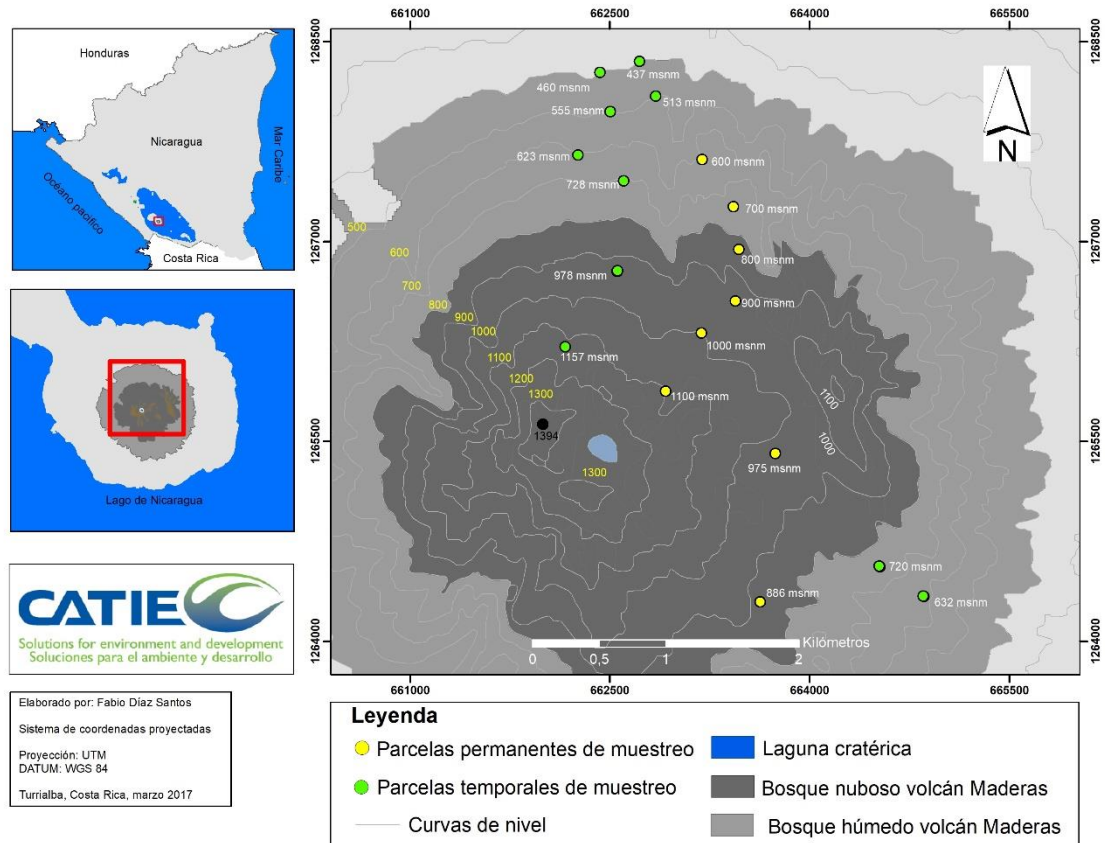 Honduras
Nicaragua
Mar Caribe
Océano pacifico
Costa Rica
Lago de Nicaragua
CATIE
Solutions for environment and development
Soluciones para el ambiente y desarrollo
Elaborado por: Fabio Díaz Santos
Sistema de coordenadas proyectadas
Proyección: UTM
DATUM: WGS 84
Turrialba, Costa Rica, marzo 2017
661000
662500
664000
665500
1268500
1268500
437 msnm
460 msnm
513 msnm
555 msnm
600 msnm
623 msnm
728 msnm
700 msnm
N
500
1267000
1267000
600
800 msnm
978 msnm
700
800
900 msnm
900
1000
1000 msnm
1157 msnm
1100
1200
1300
1100 msnm
1100
1000
1394
1265500
1265500
1300
975 msnm
720 msnm
632 msnm
886 msnm
1264000
1264000
Kilómetros
0
0,5
1
2
661000
662500
664000
665500
Leyenda
Parcelas permanentes de muestreo
Laguna cratérica
Parcelas temporales de muestreo
Bosque nuboso volcán Maderas
Curvas de nivel
Bosque húmedo volcán Maderas